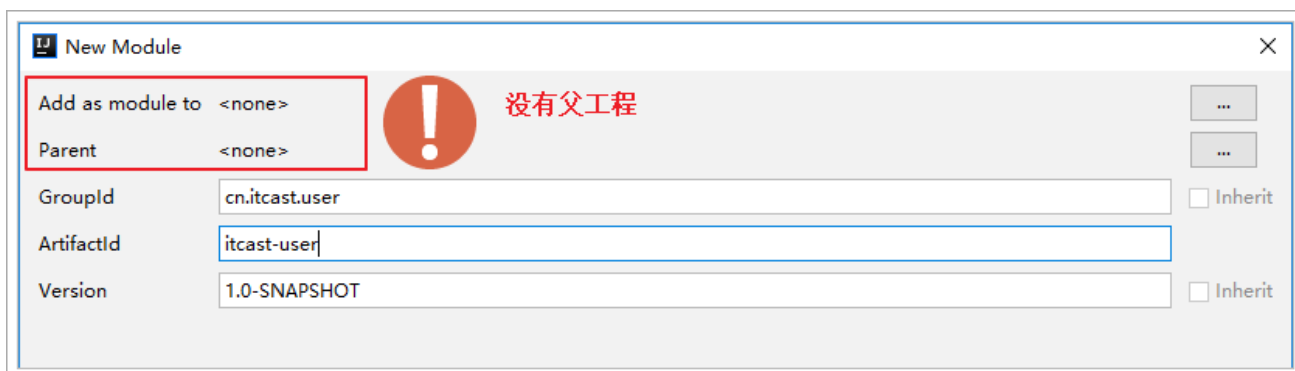 New Module
Add as module to <none>
没有父工程
...
Parent <none>
...
GroupId cn.itcast.user Inherit
ArtifactId itcast-user
Version 1.0-SNAPSHOT Inherit